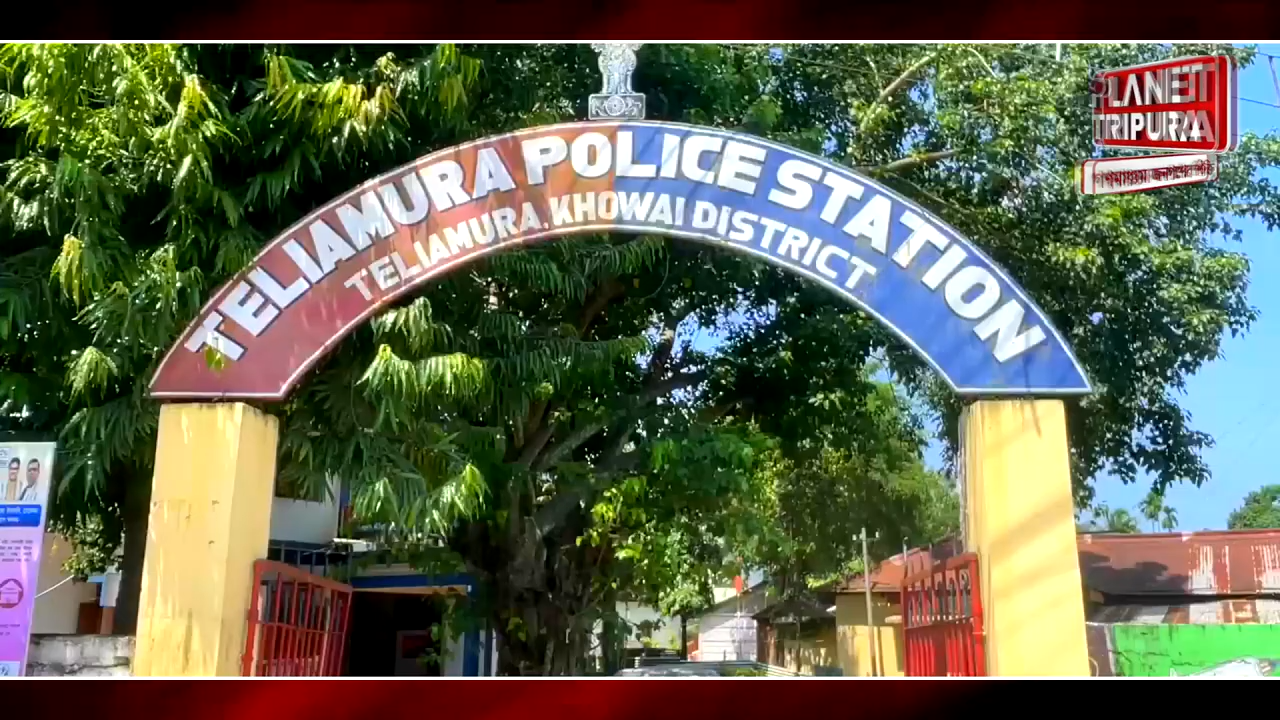 TELIAMURA POLICE STATION
TELIAMURA, KHOWAI DISTRICT
PLANET
TRIPURA